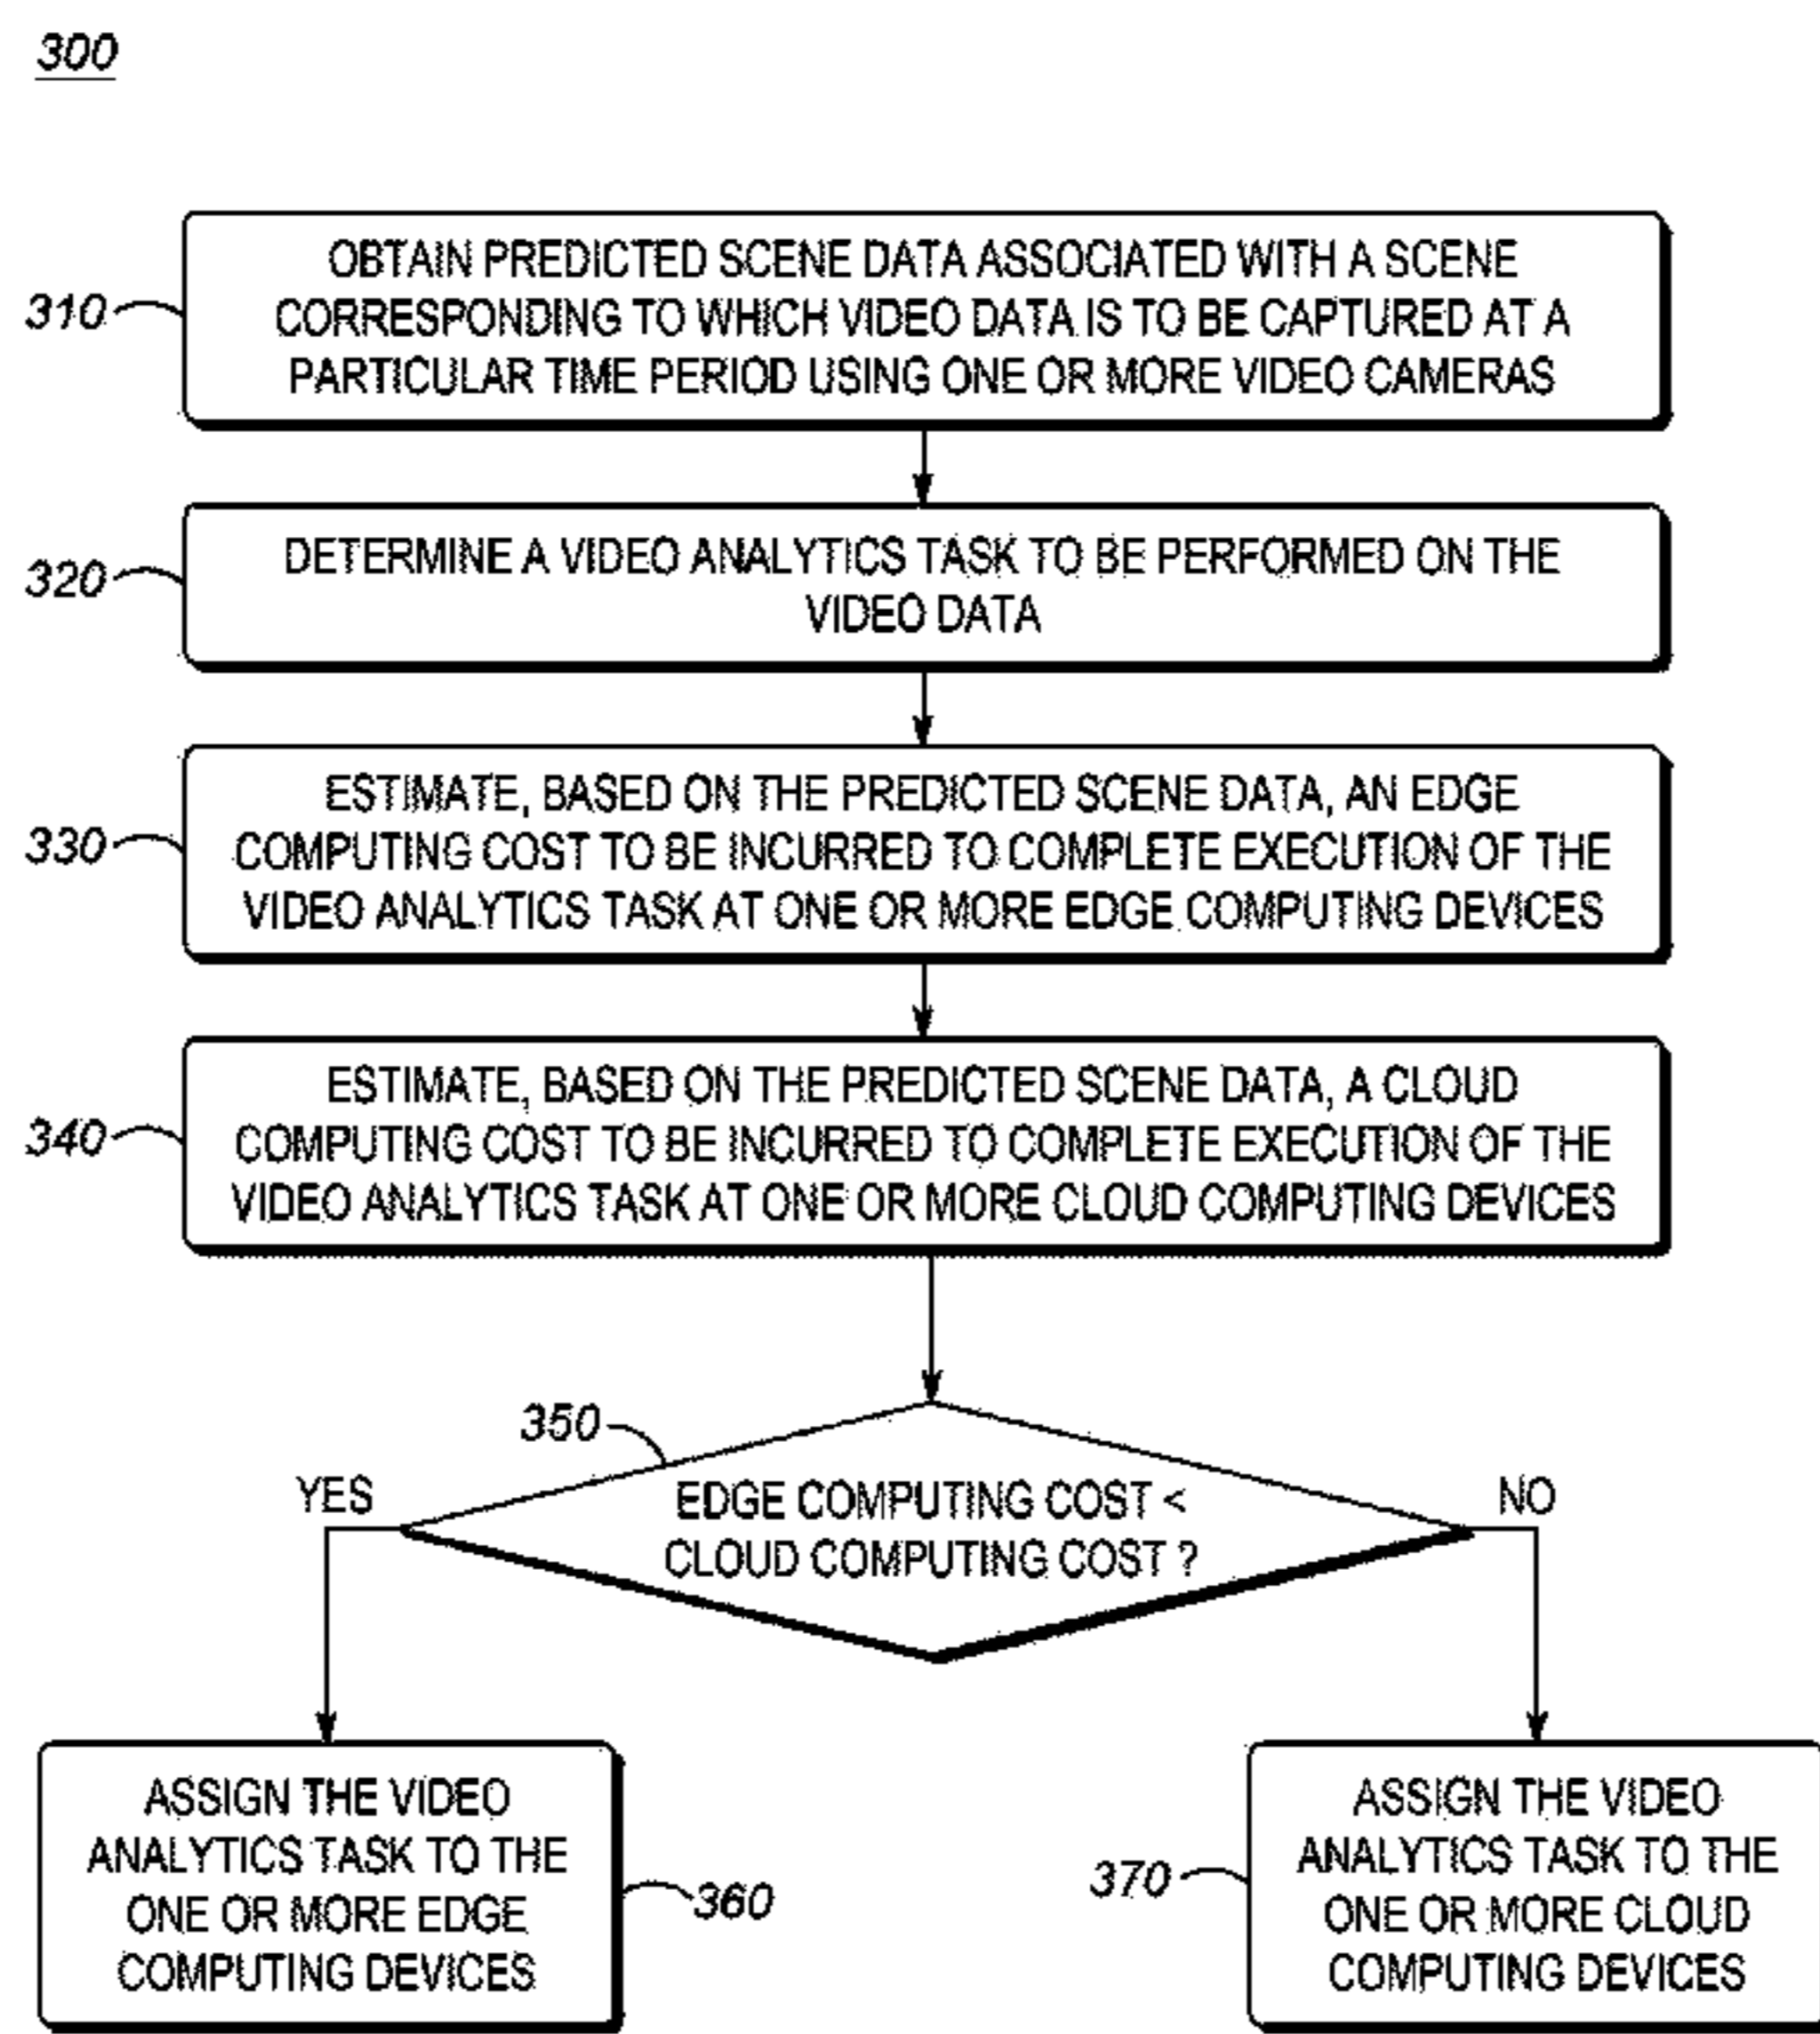 300
310
OBTAIN PREDICTED SCENE DATA ASSOCIATED WITH A SCENE
CORRESPONDING TO WHICH VIDEO DATA IS TO BE CAPTURED AT A
PARTICULAR TIME PERIOD USING ONE OR MORE VIDEO CAMERAS
320
DETERMINE A VIDEO ANALYTICS TASK TO BE PERFORMED ON THE
VIDEO DATA
330
ESTIMATE, BASED ON THE PREDICTED SCENE DATA, AN EDGE
COMPUTING COST TO BE INCURRED TO COMPLETE EXECUTION OF THE
VIDEO ANALYTICS TASK AT ONE OR MORE EDGE COMPUTING DEVICES
340
ESTIMATE, BASED ON THE PREDICTED SCENE DATA, A CLOUD
COMPUTING COST TO BE INCURRED TO COMPLETE EXECUTION OF THE
VIDEO ANALYTICS TASK AT ONE OR MORE CLOUD COMPUTING DEVICES
350
YES
EDGE COMPUTING COST <
CLOUD COMPUTING COST ?
NO
ASSIGN THE VIDEO
ANALYTICS TASK TO THE
ONE OR MORE EDGE
COMPUTING DEVICES
360
370
ASSIGN THE VIDEO
ANALYTICS TASK TO THE
ONE OR MORE CLOUD
COMPUTING DEVICES